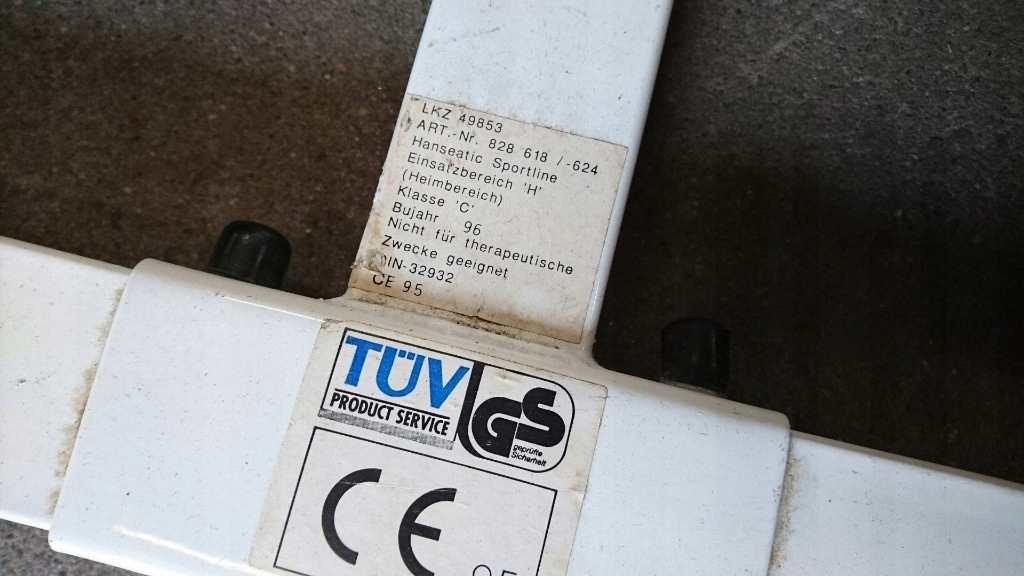 LKZ 49853
ART.-Nr. 828 618 /-624
Hanseatic Sportline
Einsatzbereich 'H'
(Heimbereich)
Klasse 'C'
Bujahr 96
Nicht für therapeutische
Zwecke geeignet
DIN-32932
CE 95
TÜV
PRODUCT SERVICE
GS
geprüfte
Sicherheit
CE